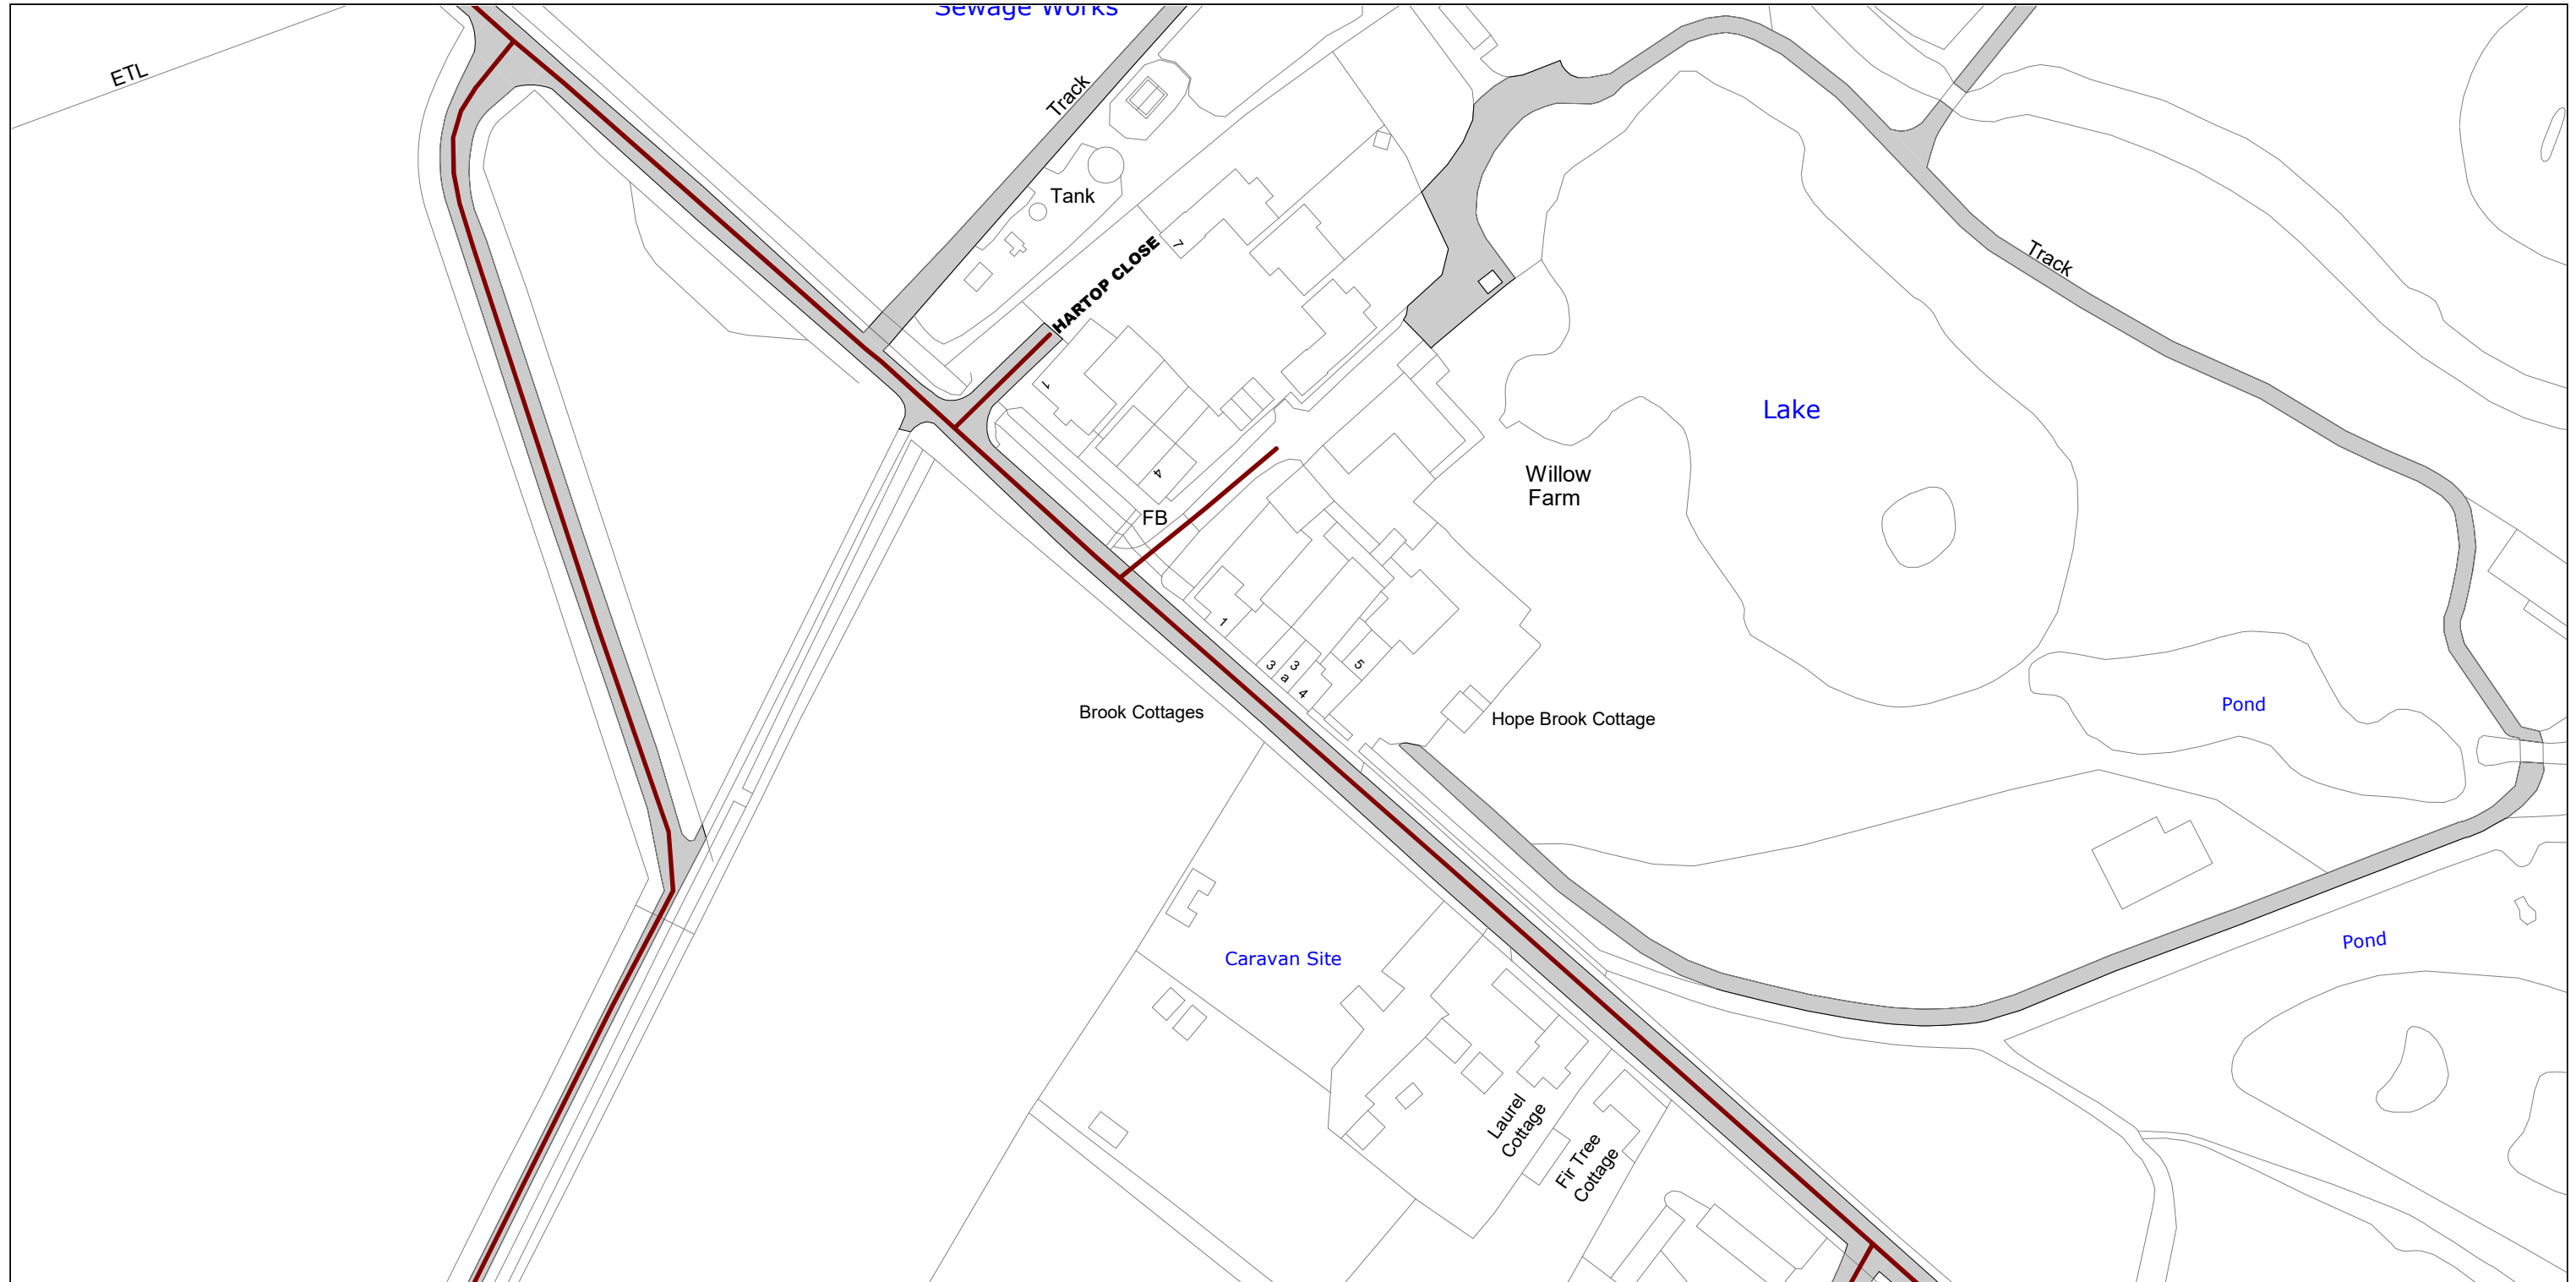 Sewage Works
ETL
Track
Tank
HARTOP CLOSE
7
1
4
FB
Track
Lake
Willow
Farm
1
3
3
a
4
5
Brook Cottages
Hope Brook Cottage
Pond
Caravan Site
Pond
Laurel
Cottage
Fir Tree
Cottage